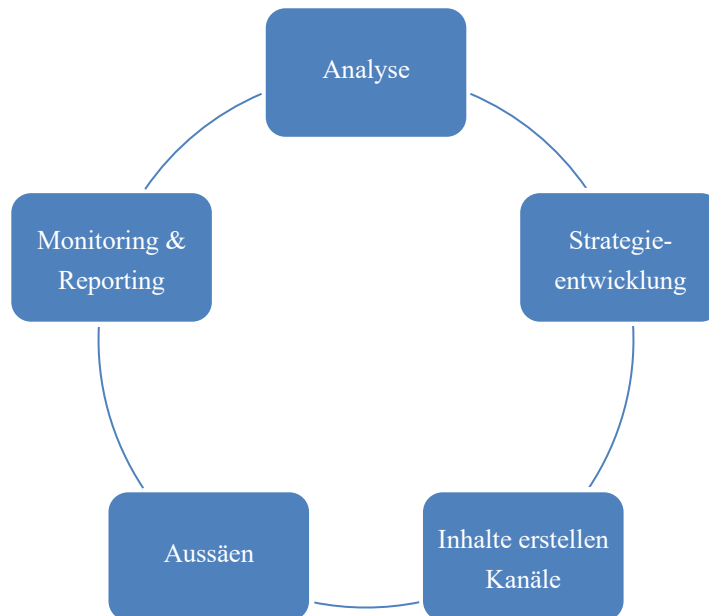 Analyse
Strategie-
entwicklung
Inhalte erstellen
Kanäle
Aussäen
Monitoring &
Reporting